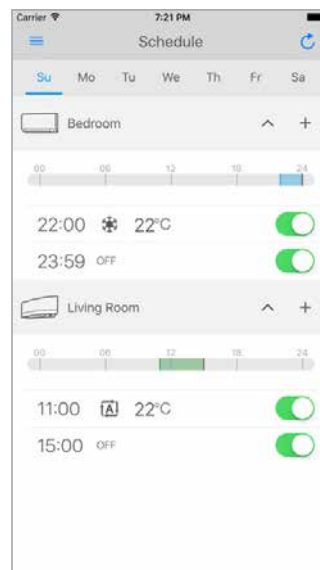 Carrier 7:21 PM
Schedule
Su Mo Tu We Th Fr Sa
Bedroom +
00 06 12 18 24
22:00 22°C
23:59 OFF
Living Room +
00 06 12 18 24
11:00 A 22°C
15:00 OFF